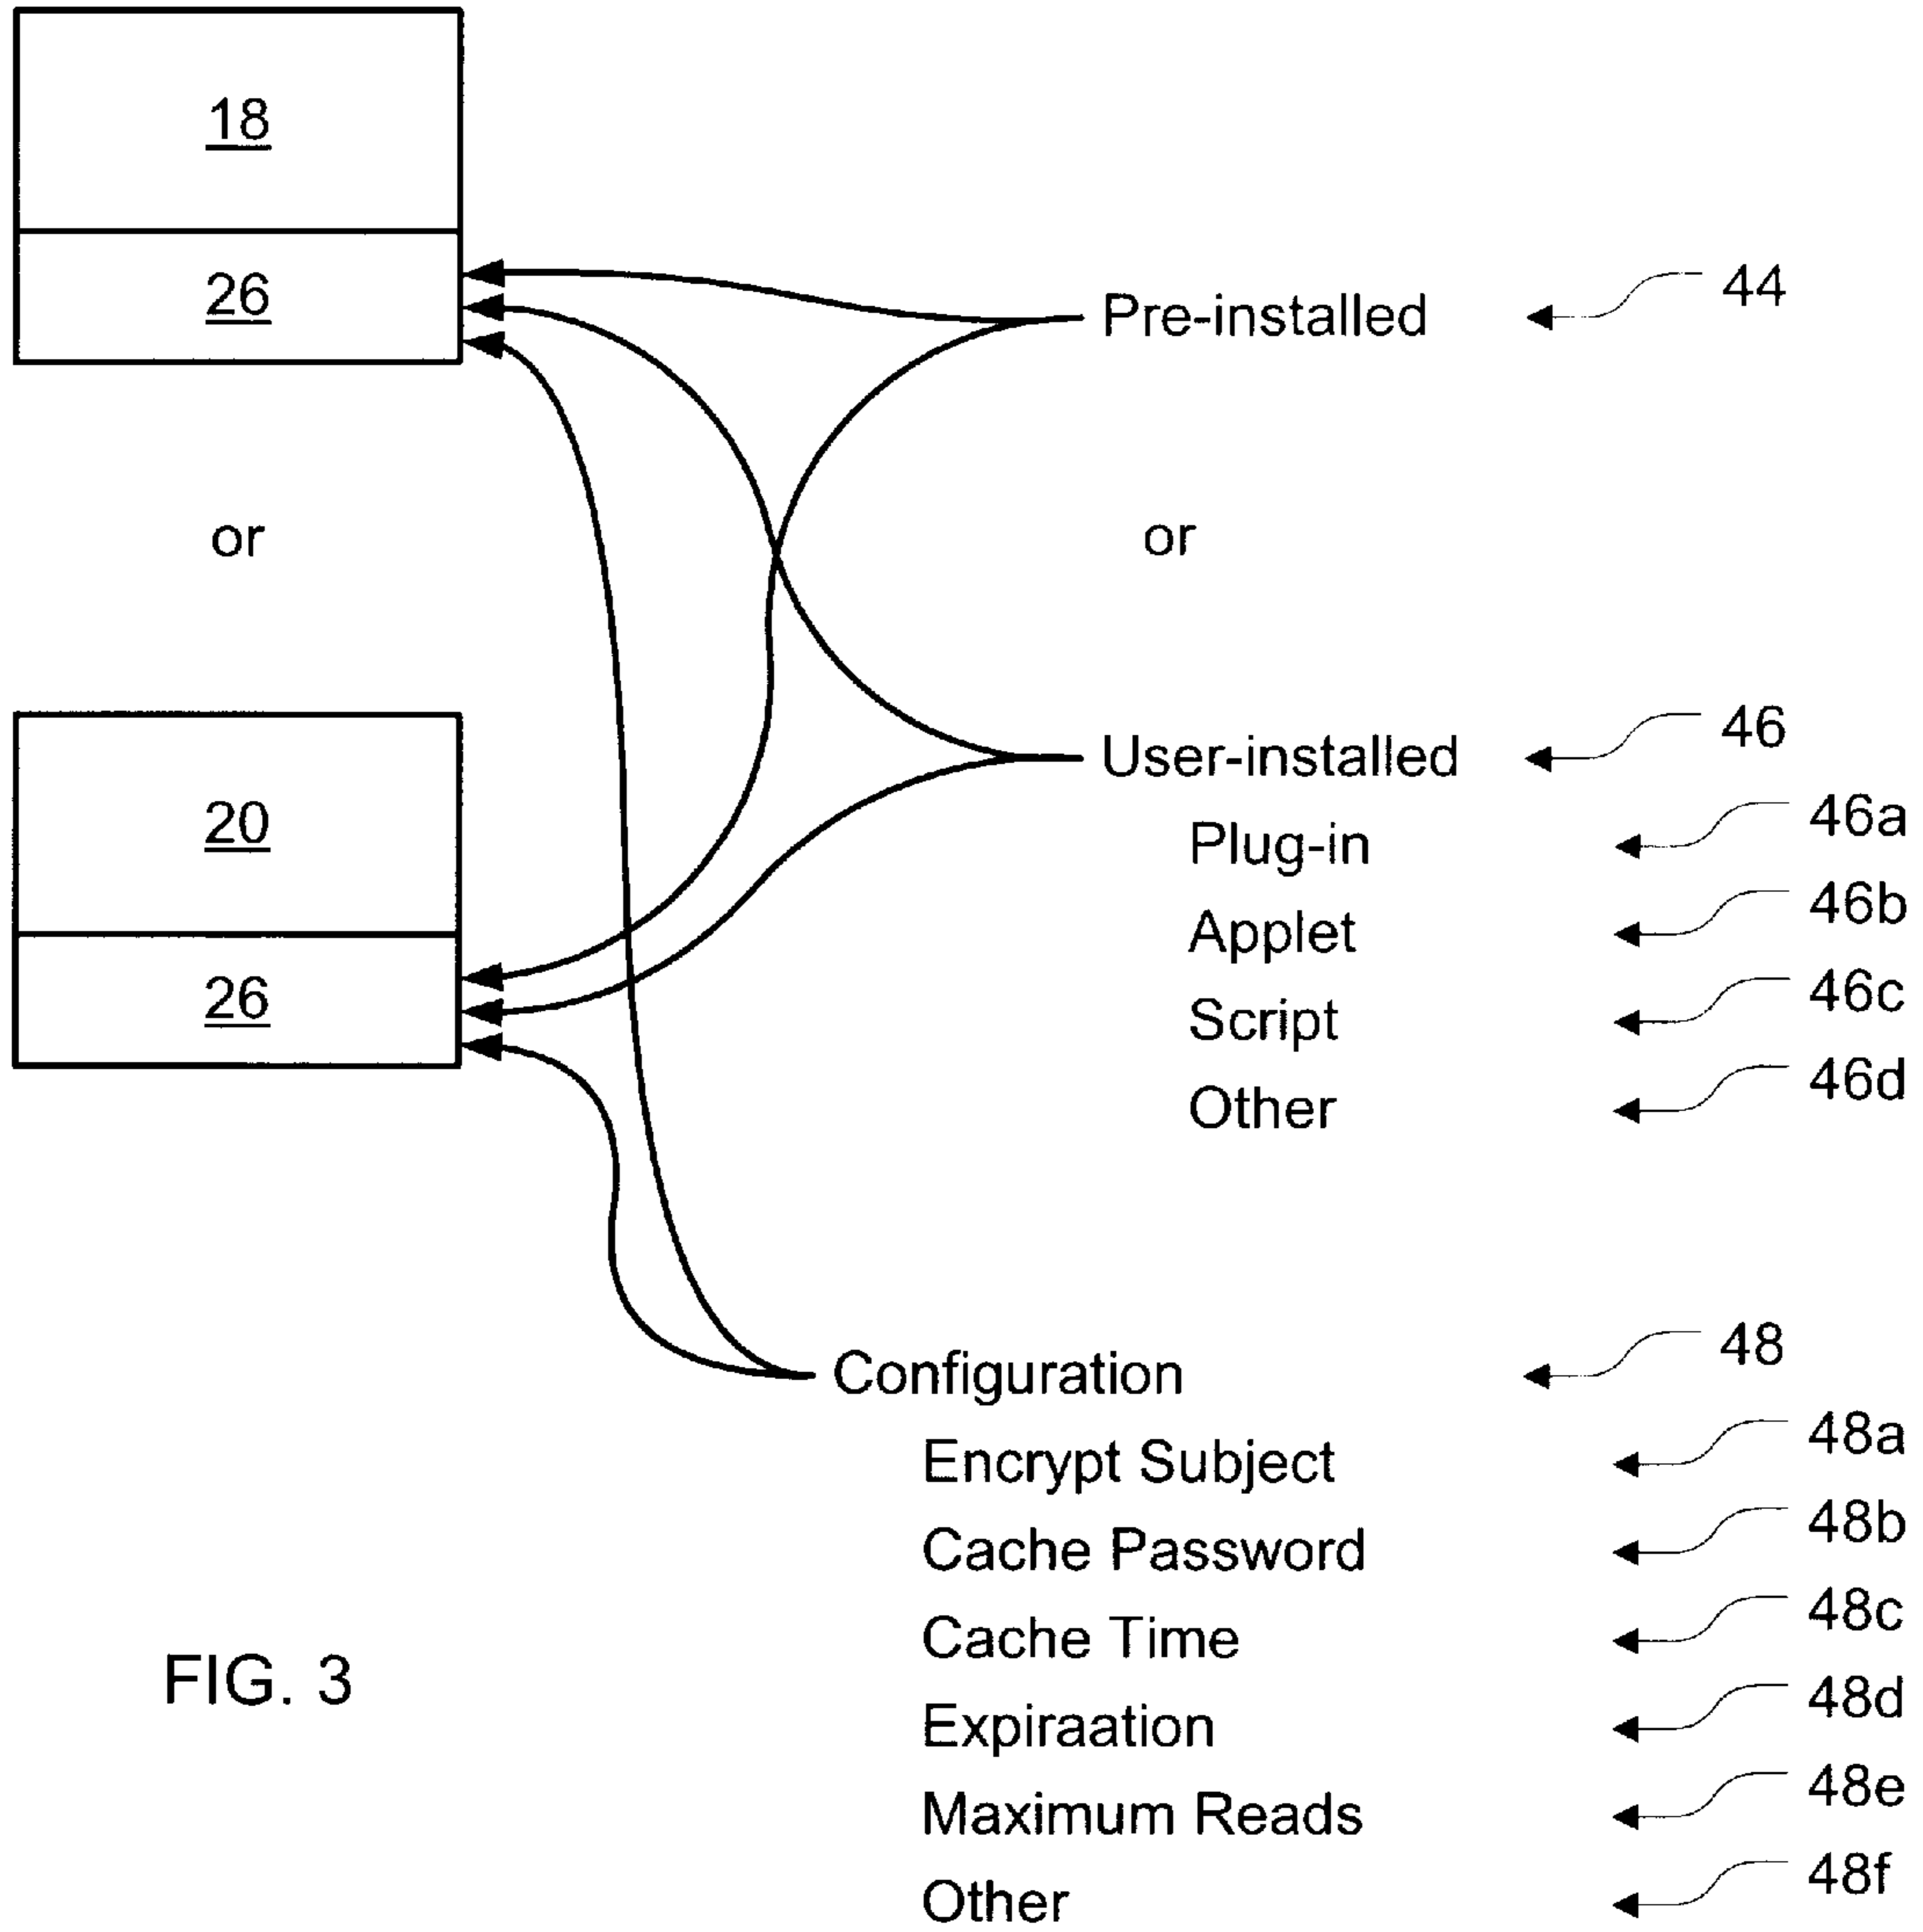 18
26
Pre-installed 44
or or
User-installed 46
20
Plug-in 46a
Applet 46b
26
Script 46c
Other 46d
Configuration 48
Encrypt Subject 48a
Cache Password 48b
Cache Time 48c
FIG. 3
Expiraation 48d
Maximum Reads 48e
Other 48f